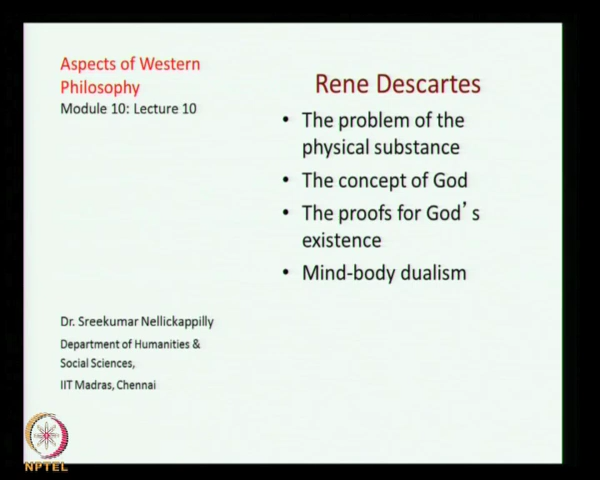 Aspects of Western
Philosophy
Module 10: Lecture 10
Rene Descartes
• The problem of the
physical substance
• The concept of God
• The proofs for God’s
existence
• Mind-body dualism
Dr. Sreekumar Nellickappilly
Department of Humanities &
Social Sciences,
IIT Madras, Chennai
NPTEL